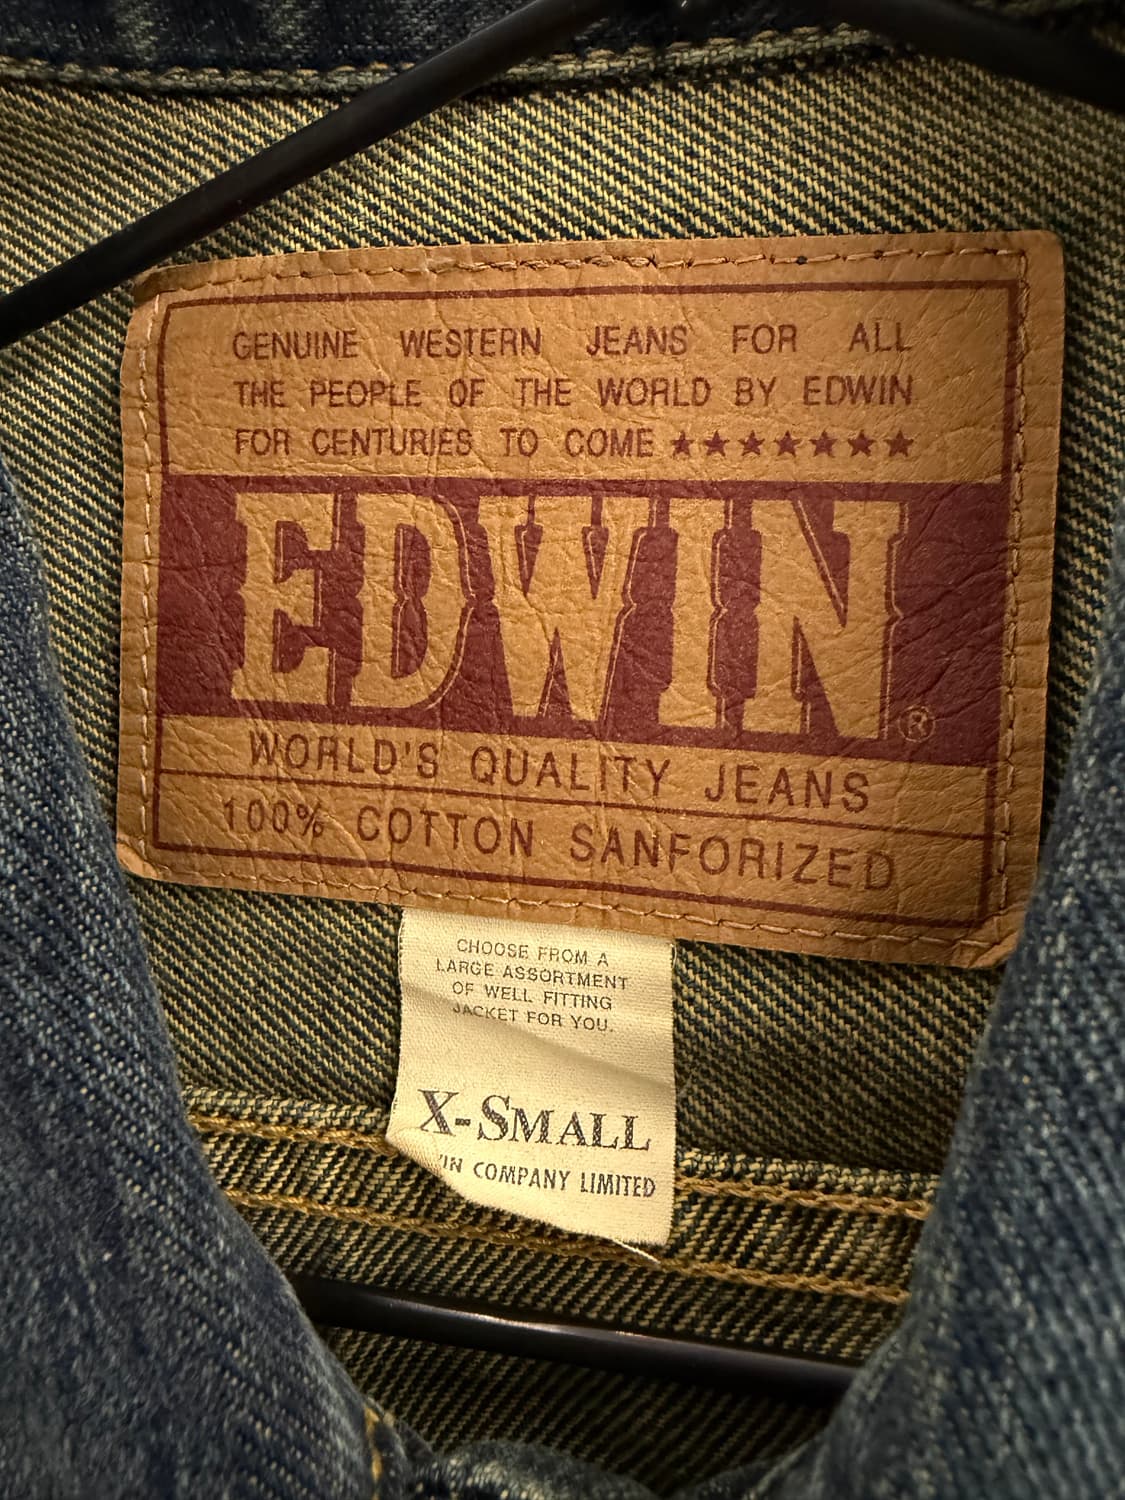 GENUINE WESTERN JEANS FOR ALL
THE PEOPLE OF THE WORLD BY EDWIN
FOR CENTURIES TO COME ★★★★★★★
EDWIN®
WORLD'S QUALITY JEANS
100% COTTON SANFORIZED
CHOOSE FROM A
LARGE ASSORTMENT
OF WELL FITTING
JACKET FOR YOU.
X-SMALL
COMPANY LIMITED